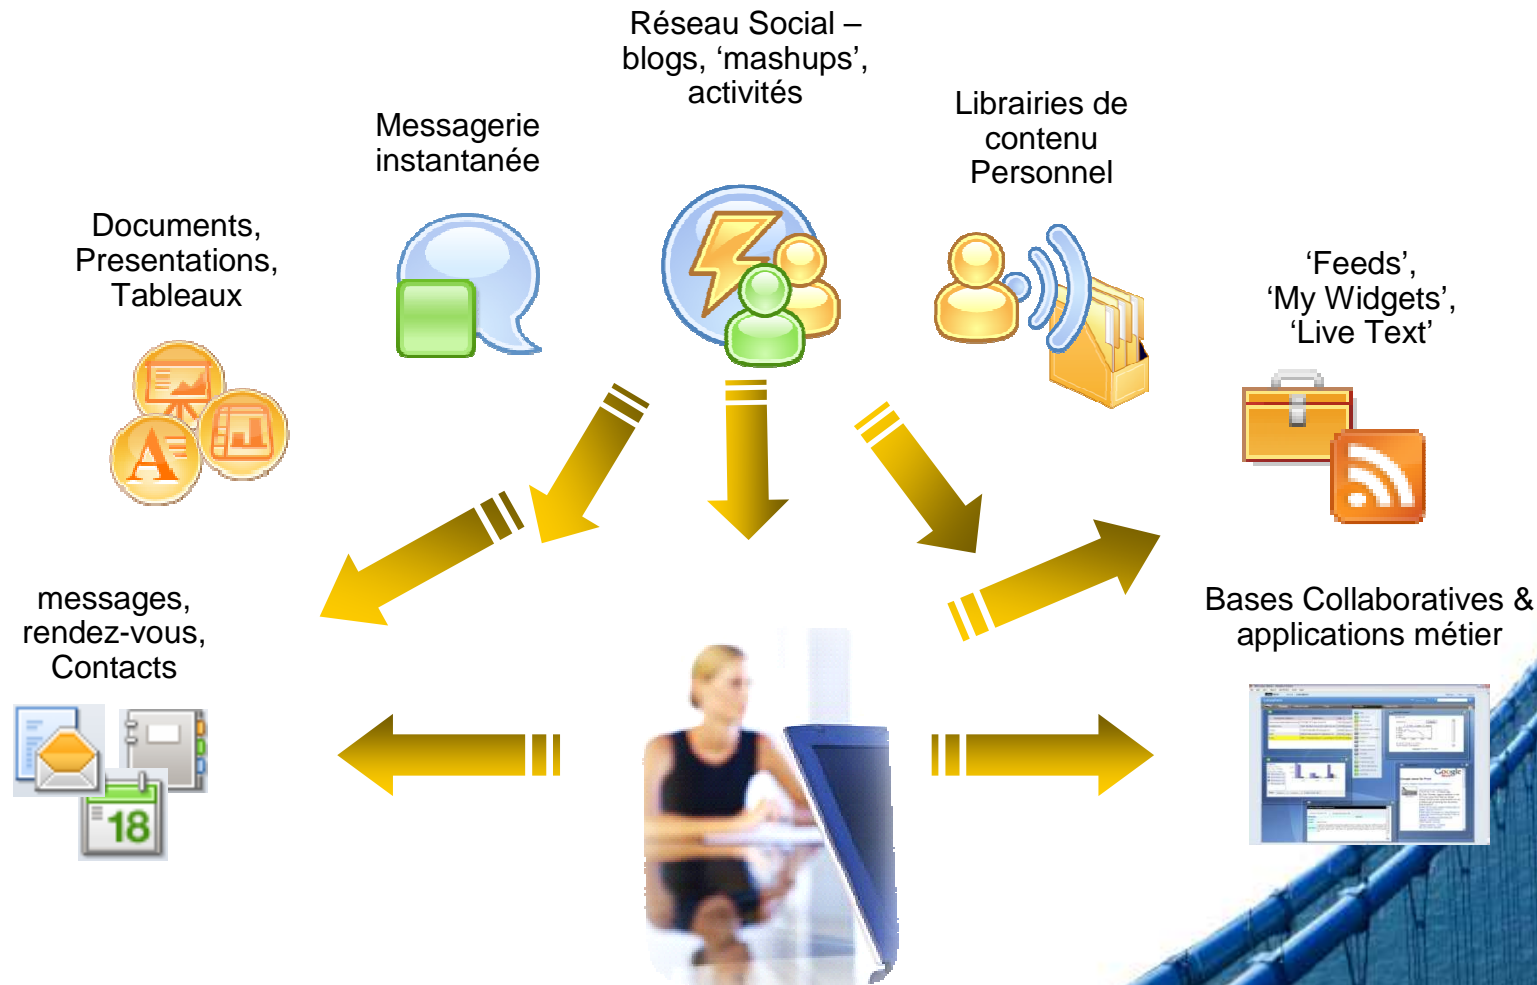 Réseau Social –
blogs, ‘mashups’,
activités
Messagerie
instantanée
Librairies de
contenu
Personnel
Documents,
Presentations,
Tableaux
‘Feeds’,
‘My Widgets’,
‘Live Text’
messages,
rendez-vous,
Contacts
Bases Collaboratives &
applications métier
A
18
Google